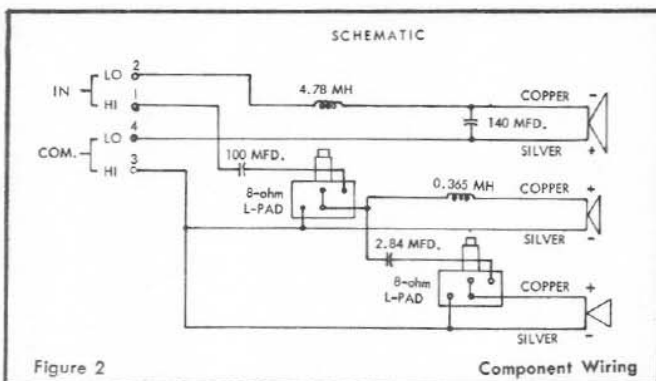 SCHEMATIC
IN
LO 2
HI 1
COM.
LO 4
HI 3
4.78 MH
COPPER -
140 MFD.
SILVER +
100 MFD.
8-ohm
L-PAD
0.365 MH
COPPER +
SILVER -
2.84 MFD.
8-ohm
L-PAD
COPPER +
SILVER -
Figure 2
Component Wiring